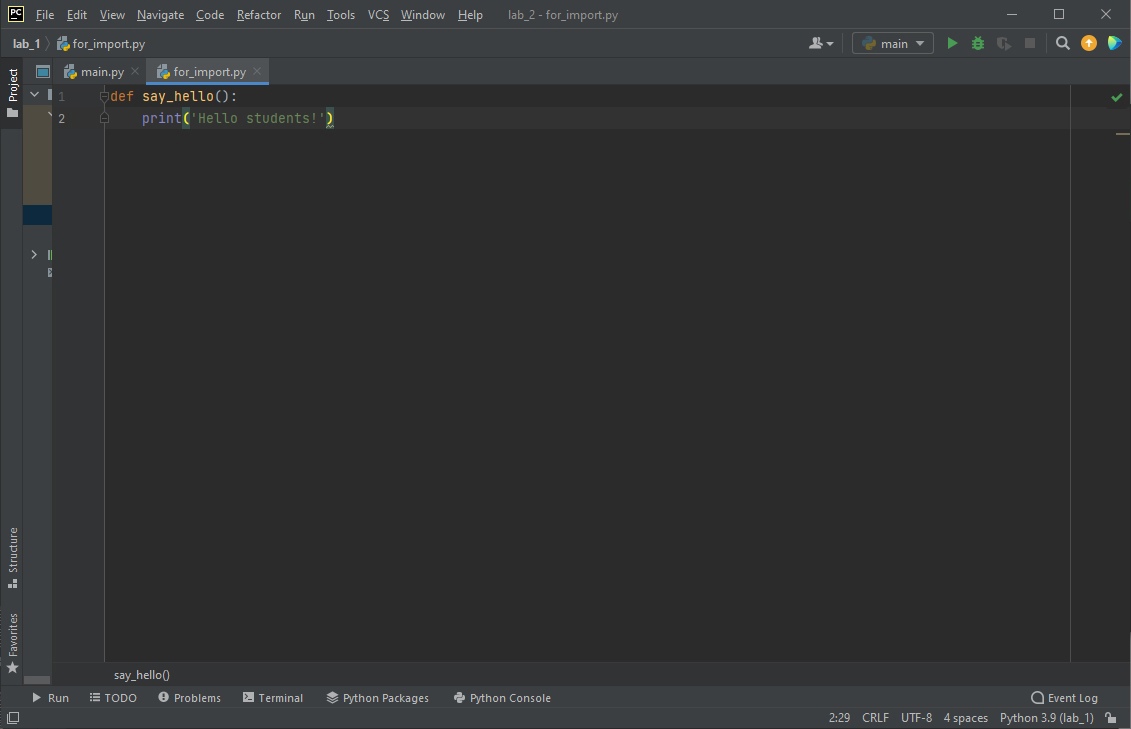 PC File Edit View Navigate Code Refactor Run Tools VCS Window Help lab_2 - for_import.py
lab_1 for_import.py main
Project main.py for_import.py
1 def say_hello():
2 print('Hello students!')
Structure
Favorites
say_hello()
Run TODO Problems Terminal Python Packages Python Console Event Log
2:29 CRLF UTF-8 4 spaces Python 3.9 (lab_1)